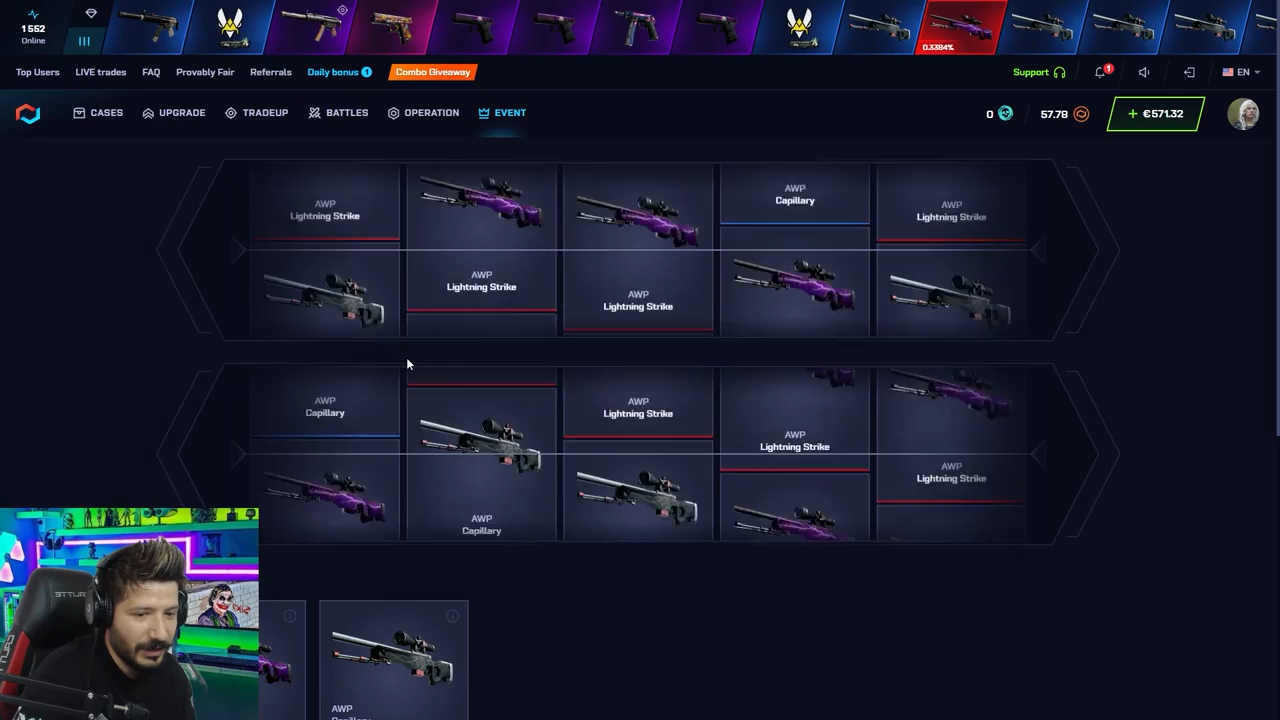 1 552
Online
0.3384%
Top Users LIVE trades FAQ Provably Fair Referrals Daily bonus 1 Combo Giveaway Support 1 EN
CASES UPGRADE TRADEUP BATTLES OPERATION EVENT 0 57.78 + €571.32
AWP
Lightning Strike
AWP
Lightning Strike
AWP
Lightning Strike
AWP
Capillary
AWP
Lightning Strike
AWP
Capillary
AWP
Capillary
AWP
Lightning Strike
AWP
Lightning Strike
AWP
Lightning Strike
AWP
Capillary